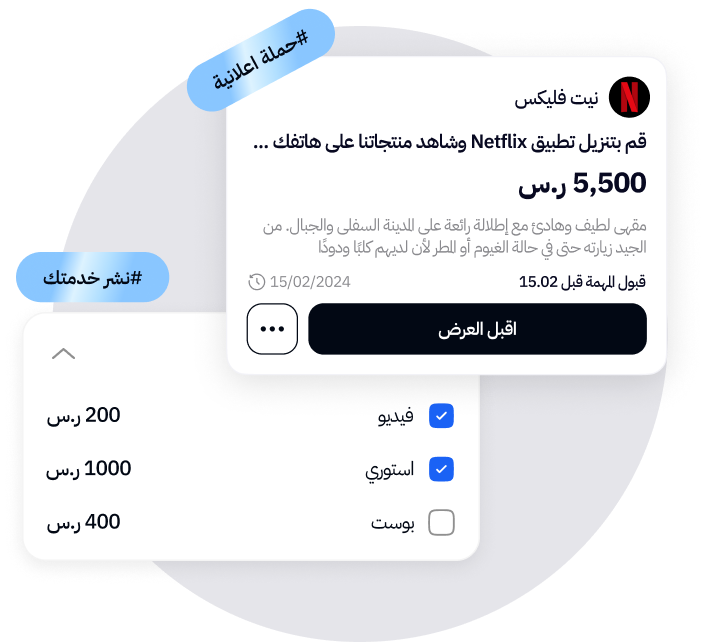 #حملة اعلانية
نيت فليكس
قم بتنزيل تطبيق Netflix وشاهد منتجاتنا على هاتفك ...
5,500 ر.س
مقهى لطيف وهادئ مع إطلالة رائعة على المدينة السفلى والجبال. من
الجيد زيارته حتى في حالة الغيوم أو المطر لأن لديهم كلبًا ودودًا
قبول المهمة قبل 15.02 15/02/2024
اقبل العرض
#نشر خدمتك
فيديو 200 ر.س
استوري 1000 ر.س
بوست 400 ر.س